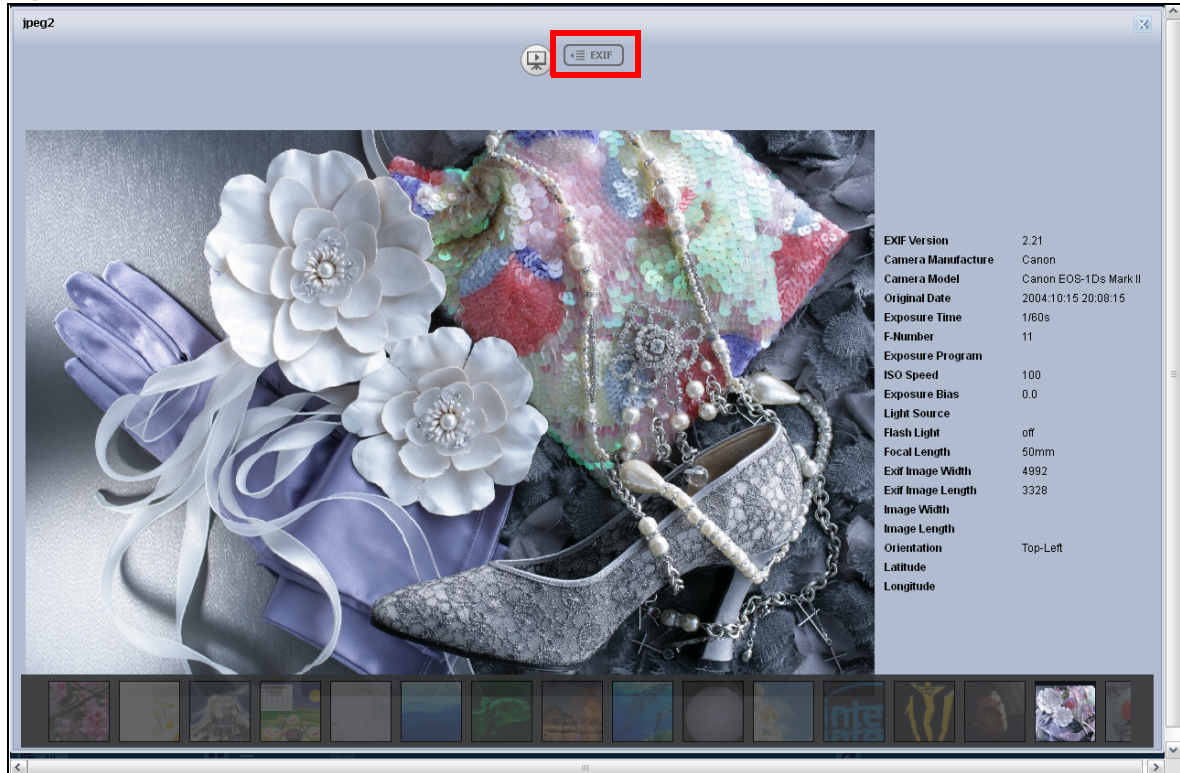 jpeg2
EXIF
EXIF Version 2.21
Camera Manufacture Canon
Camera Model Canon EOS-1Ds Mark II
Original Date 2004:10:15 20:08:15
Exposure Time 1/60s
F-Number 11
Exposure Program
ISO Speed 100
Exposure Bias 0.0
Light Source
Flash Light off
Focal Length 50mm
Exif Image Width 4992
Exif Image Length 3328
Image Width
Image Length
Orientation Top-Left
Latitude
Longitude